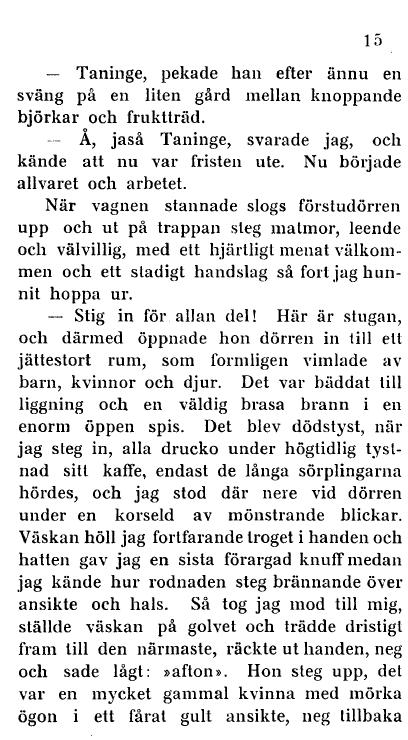 15
— Taninge, pekade han efter ännu en
sväng på en liten gård mellan knoppande
björkar och fruktträd.
— Å, jaså Taninge, svarade jag, och
kände att nu var fristen ute. Nu började
allvaret och arbetet.
När vagnen stannade slogs förstudörren
upp och ut på trappan steg matmor, leende
och välvillig, med ett hjärtligt menat välkom-
men och ett stadigt handslag så fort jag hun-
nit hoppa ur.
— Stig in för allan del! Här är stugan,
och därmed öppnade hon dörren in till ett
jättestort rum, som formligen vimlade av
barn, kvinnor och djur. Det var bäddat till
liggning och en väldig brasa brann i en
enorm öppen spis. Det blev dödstyst, när
jag steg in, alla drucko under högtidlig tyst-
nad sitt kaffe, endast de långa sörplingarna
hördes, och jag stod där nere vid dörren
under en korseld av mönstrande blickar.
Väskan höll jag fortfarande troget i handen och
hatten gav jag en sista förargad knuff medan
jag kände hur rodnaden steg brännande över
ansikte och hals. Så tog jag mod till mig,
ställde väskan på golvet och trädde dristigt
fram till den närmaste, räckte ut handen, neg
och sade lågt: »afton». Hon steg upp, det
var en mycket gammal kvinna med mörka
ögon i ett fårat gult ansikte, neg tillbaka